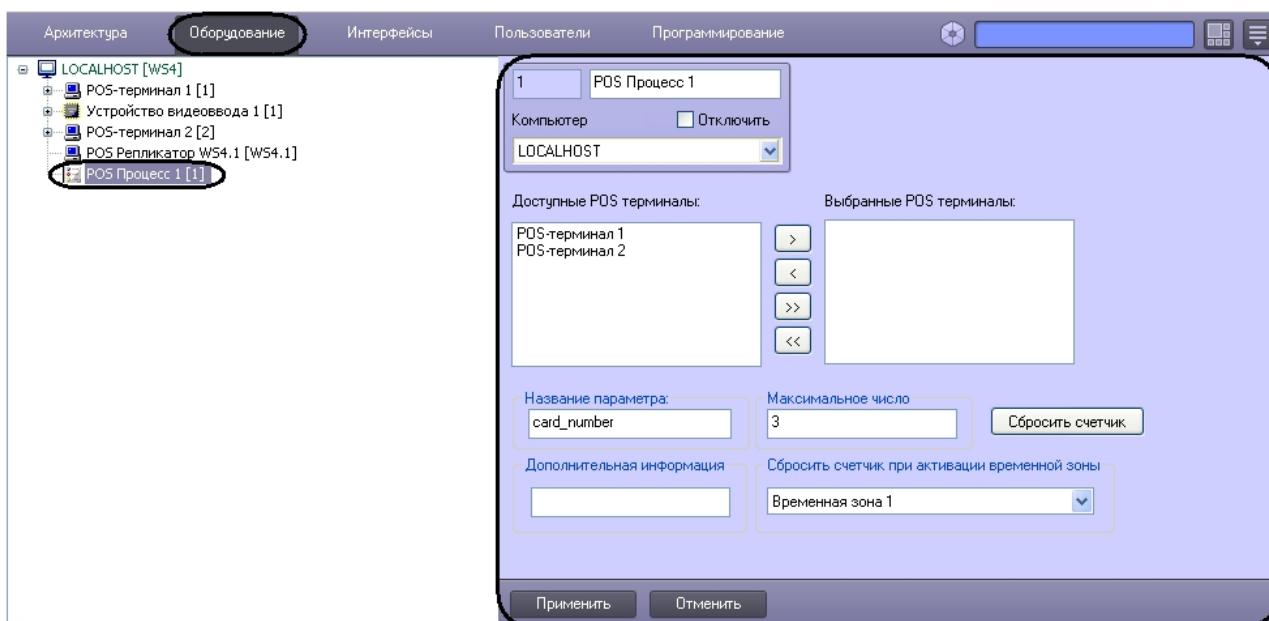 Архитектура Оборудование Интерфейсы Пользователи Программирование
LOCALHOST [WS4]
POS-терминал 1 [1]
Устройство видеоввода 1 [1]
POS-терминал 2 [2]
POS Репликатор WS4.1 [WS4.1]
POS Процесс 1 [1]
1 POS Процесс 1
Компьютер Отключить
LOCALHOST
Доступные POS терминалы: Выбранные POS терминалы:
POS-терминал 1
POS-терминал 2
>
<
>>
<<
Название параметра: Максимальное число
card_number 3 Сбросить счетчик
Дополнительная информация Сбросить счетчик при активации временной зоны
Временная зона 1
Применить Отменить